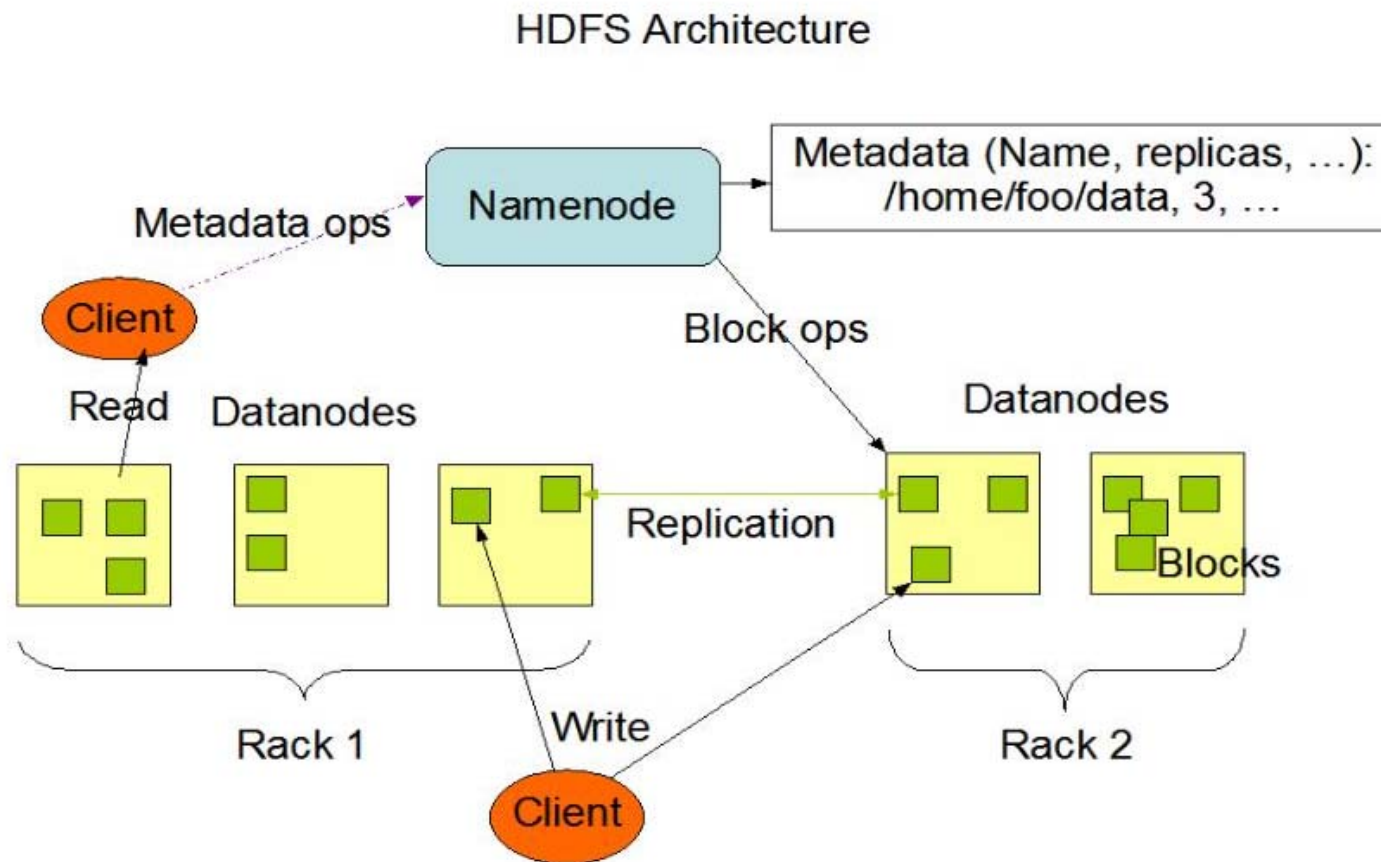 HDFS Architecture
Metadata (Name, replicas, …):
/home/foo/data, 3, …
Namenode
Metadata ops
Client
Block ops
Read
Datanodes
Datanodes
Replication
Blocks
Rack 1
Write
Rack 2
Client